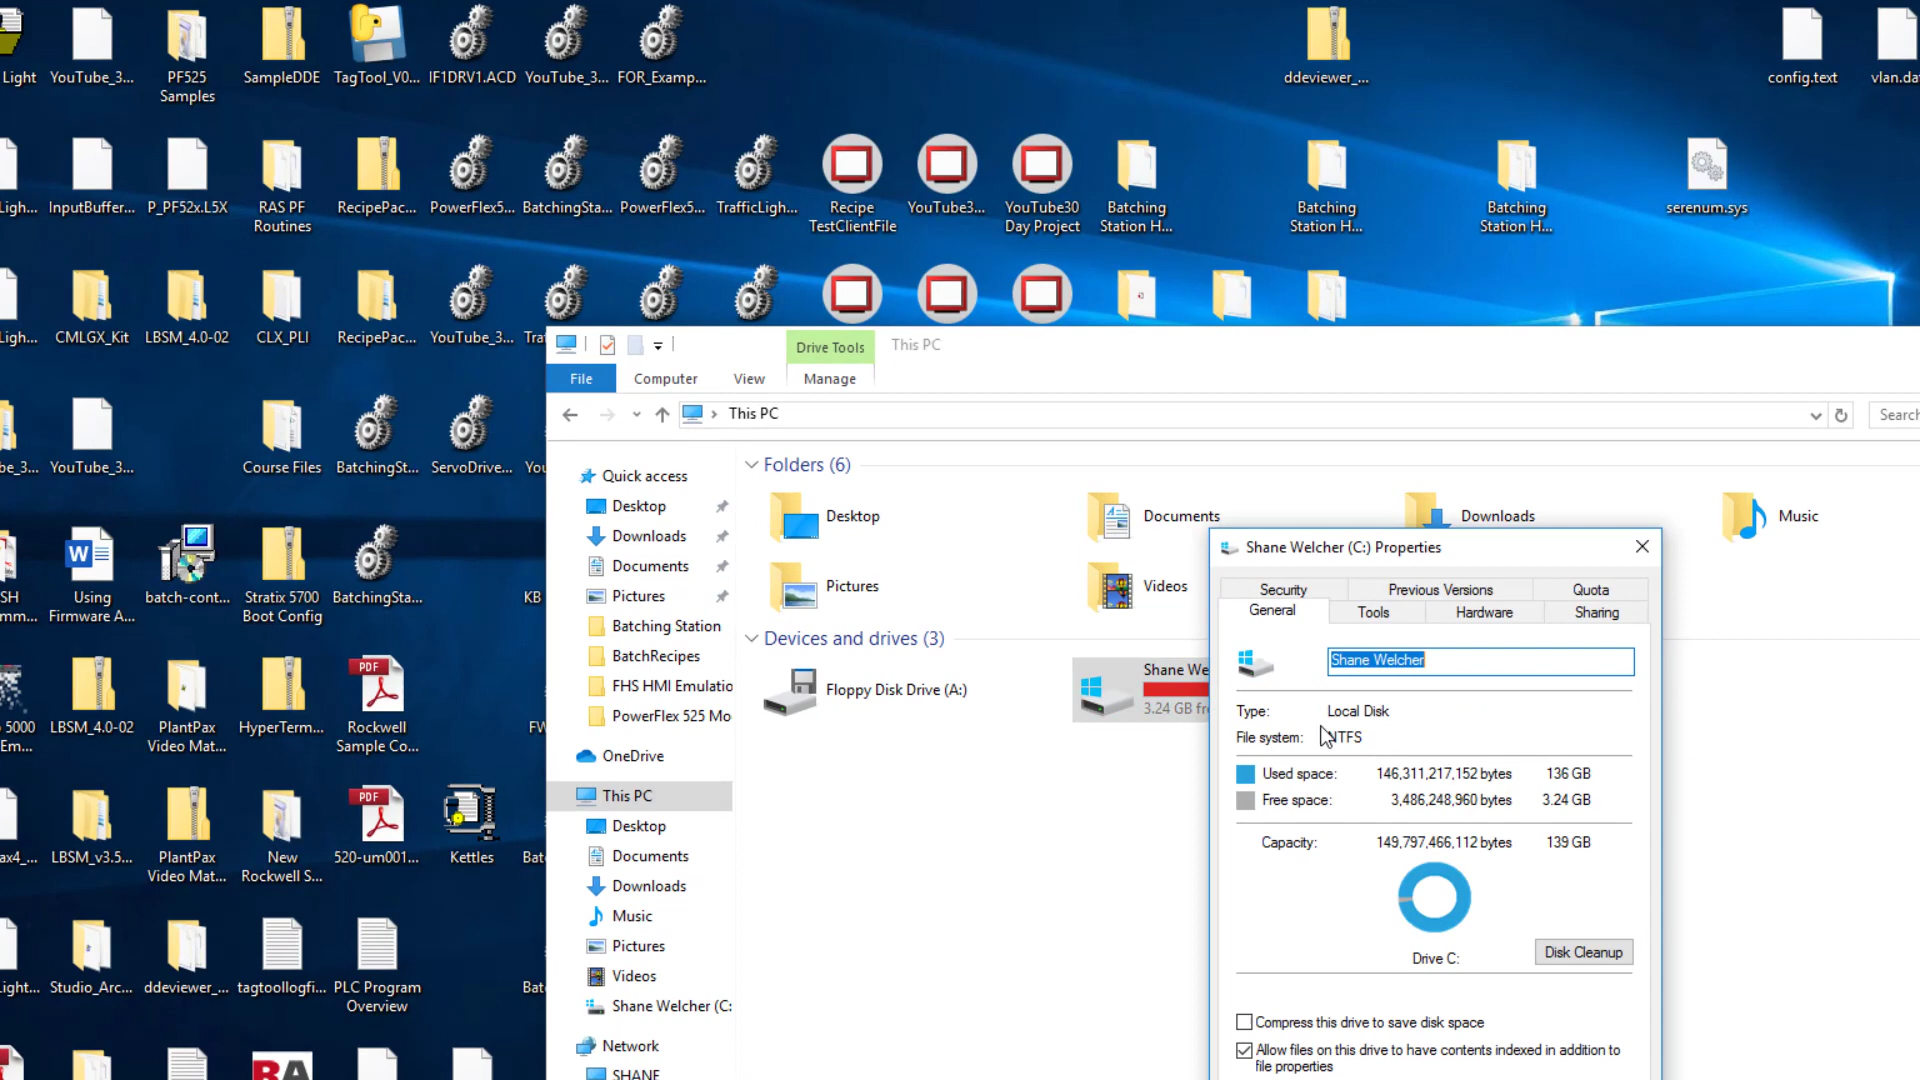 Light
YouTube_3...
PF525
Samples
SampleDDE
TagTool_V0...
IF1DRV1.ACD
YouTube_3...
FOR_Examp...
ddeviewer_...
config.text
vlan.da
Ligh...
InputBuffer...
P_PF52x.L5X
RAS PF
Routines
RecipePac...
PowerFlex5...
BatchingSta...
PowerFlex5...
TrafficLigh...
Recipe
TestClientFile
YouTube3...
YouTube30
Day Project
Batching
Station H...
Batching
Station H...
Batching
Station H...
serenum.sys
Ligh...
CMLGX_Kit
LBSM_4.0-02
CLX_PLI
RecipePac...
YouTube_3...
Tra
be_3...
YouTube_3...
Course Files
BatchingSt...
ServoDrive...
You
SH
mm...
Using
Firmware A...
batch-cont...
Stratix 5700
Boot Config
BatchingSta...
KB
5000
Em...
LBSM_4.0-02
PlantPax
Video Mat...
HyperTerm...
Rockwell
Sample Co...
FW
ax4_...
LBSM_v3.5...
PlantPax
Video Mat...
New
Rockwell S...
520-um001...
Kettles
Bat
ight...
Studio_Arc...
ddeviewer_...
tagtoollogfi...
PLC Program
Overview
Bat
PDF
PDF
RA
Drive Tools
This PC
File
Computer
View
Manage
This PC
Search
Quick access
Desktop
Downloads
Documents
Pictures
Batching Station
BatchRecipes
FHS HMI Emulatio
PowerFlex 525 Mo
OneDrive
This PC
Desktop
Documents
Downloads
Music
Pictures
Videos
Shane Welcher (C:
Network
SHANE
Folders (6)
Desktop
Documents
Downloads
Music
Pictures
Videos
Devices and drives (3)
Floppy Disk Drive (A:)
Shane We
3.24 GB fr
Shane Welcher (C:) Properties
Security
Previous Versions
Quota
General
Tools
Hardware
Sharing
Shane Welcher
Type:
Local Disk
File system:
NTFS
Used space:
146,311,217,152 bytes
136 GB
Free space:
3,486,248,960 bytes
3.24 GB
Capacity:
149,797,466,112 bytes
139 GB
Drive C:
Disk Cleanup
Compress this drive to save disk space
Allow files on this drive to have contents indexed in addition to
file properties